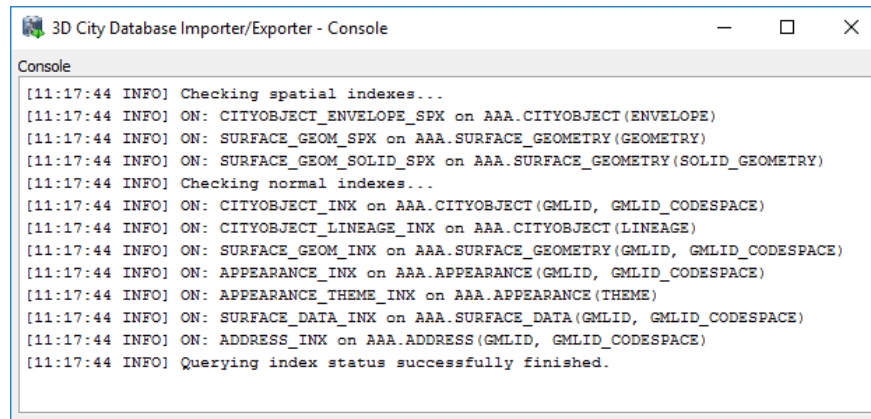 3D City Database Importer/Exporter - Console
Console
[11:17:44 INFO] Checking spatial indexes...
[11:17:44 INFO] ON: CITYOBJECT_ENVELOPE_SPX on AAA.CITYOBJECT(ENVELOPE)
[11:17:44 INFO] ON: SURFACE_GEOM_SPX on AAA.SURFACE_GEOMETRY(GEOMETRY)
[11:17:44 INFO] ON: SURFACE_GEOM_SOLID_SPX on AAA.SURFACE_GEOMETRY(SOLID_GEOMETRY)
[11:17:44 INFO] Checking normal indexes...
[11:17:44 INFO] ON: CITYOBJECT_INX on AAA.CITYOBJECT(GMLID, GMLID_CODESPACE)
[11:17:44 INFO] ON: CITYOBJECT_LINEAGE_INX on AAA.CITYOBJECT(LINEAGE)
[11:17:44 INFO] ON: SURFACE_GEOM_INX on AAA.SURFACE_GEOMETRY(GMLID, GMLID_CODESPACE)
[11:17:44 INFO] ON: APPEARANCE_INX on AAA.APPEARANCE(GMLID, GMLID_CODESPACE)
[11:17:44 INFO] ON: APPEARANCE_THEME_INX on AAA.APPEARANCE(THEME)
[11:17:44 INFO] ON: SURFACE_DATA_INX on AAA.SURFACE_DATA(GMLID, GMLID_CODESPACE)
[11:17:44 INFO] ON: ADDRESS_INX on AAA.ADDRESS(GMLID, GMLID_CODESPACE)
[11:17:44 INFO] Querying index status successfully finished.